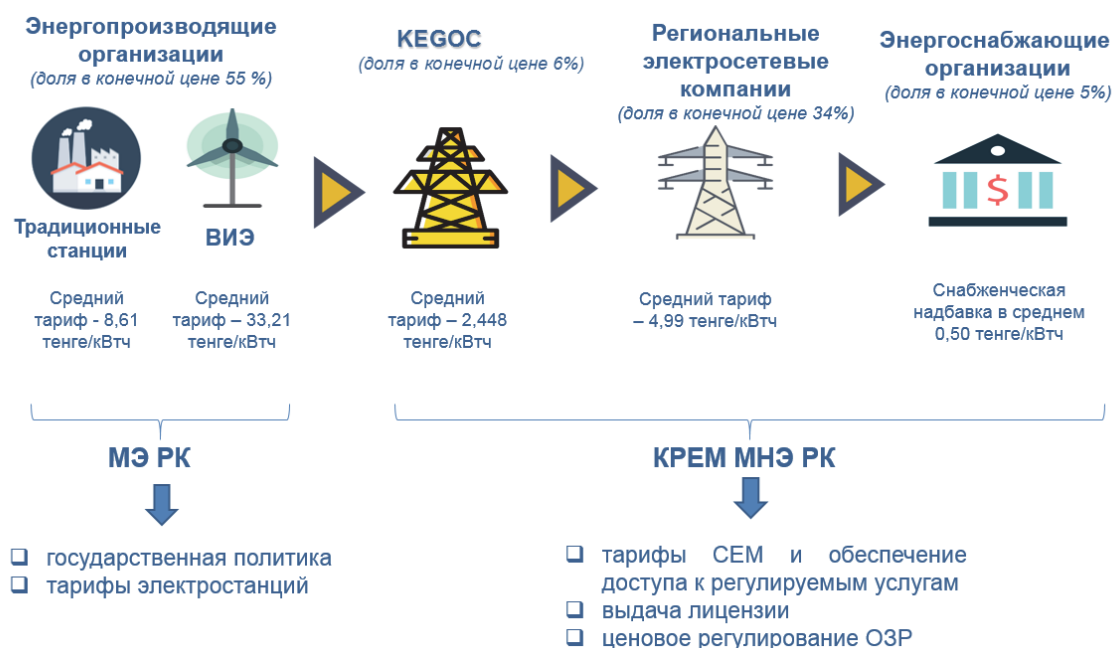 Энергопроизводящие
организации
(доля в конечной цене 55 %)
Традиционные
станции
ВИЭ
Средний
тариф - 8,61
тенге/кВтч
Средний
тариф – 33,21
тенге/кВтч
KEGOC
(доля в конечной цене 6%)
Средний
тариф – 2,448
тенге/кВтч
Региональные
электросетевые
компании
(доля в конечной цене 34%)
Средний тариф
– 4,99 тенге/кВтч
Энергоснабжающие
организации
(доля в конечной цене 5%)
$
Снабженческая
надбавка в среднем
0,50 тенге/кВтч
МЭ РК
❑ государственная политика
❑ тарифы электростанций
КРЕМ МНЭ РК
❑ тарифы СЕМ и обеспечение
доступа к регулируемым услугам
❑ выдача лицензии
❑ ценовое регулирование ОЗР